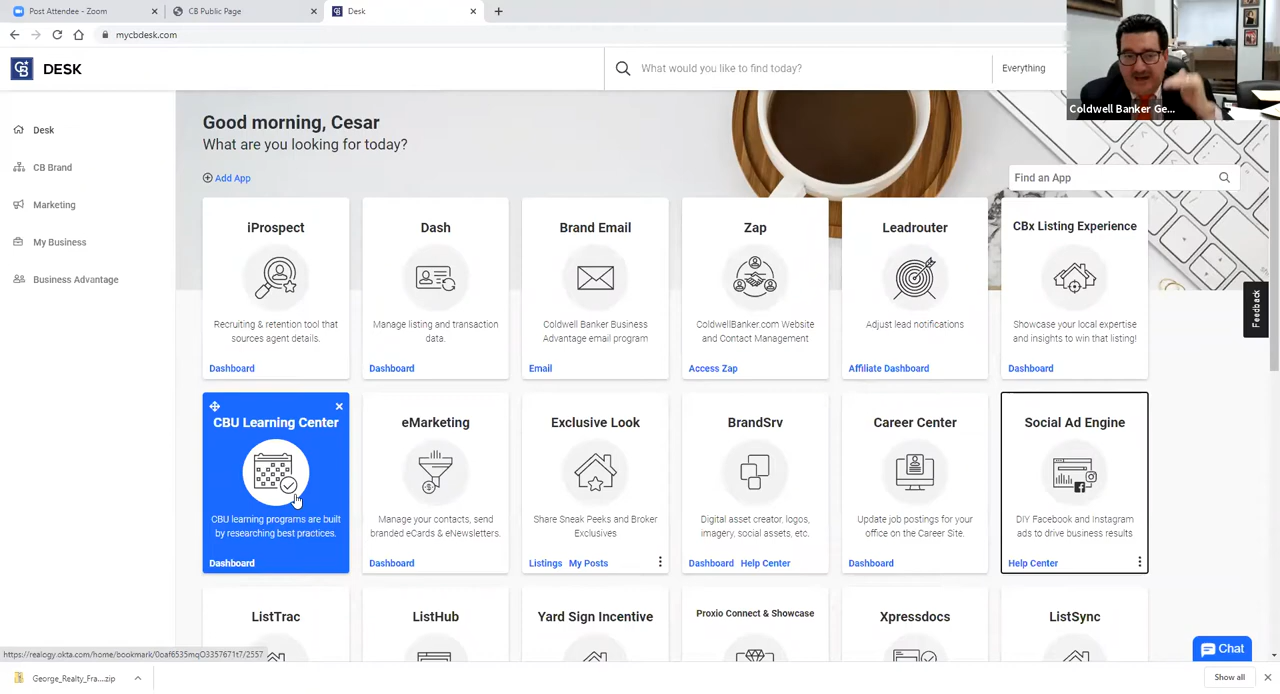 Post Attendee - Zoom
CB Public Page
Desk
mycbdesk.com
DESK
What would you like to find today?
Everything
Coldwell Banker Ge...
Desk
CB Brand
Marketing
My Business
Business Advantage
Good morning, Cesar
What are you looking for today?
Add App
Find an App
Feedback
iProspect
Recruiting & retention tool that
sources agent details.
Dashboard
Dash
Manage listing and transaction
data.
Dashboard
Brand Email
Coldwell Banker Business
Advantage email program
Email
Zap
ColdwellBanker.com Website
and Contact Management
Access Zap
Leadrouter
Adjust lead notifications
Affiliate Dashboard
CBx Listing Experience
Showcase your local expertise
and insights to win that listing!
Dashboard
CBU Learning Center
CBU learning programs are built
by researching best practices.
Dashboard
eMarketing
Manage your contacts, send
branded eCards & eNewsletters.
Dashboard
Exclusive Look
Share Sneak Peeks and Broker
Exclusives
Listings My Posts
BrandSrv
Digital asset creator, logos,
imagery, social assets, etc.
Dashboard Help Center
Career Center
Update job postings for your
office on the Career Site.
Dashboard
Social Ad Engine
DIY Facebook and Instagram
ads to drive business results
Help Center
ListTrac
ListHub
Yard Sign Incentive
Proxio Connect & Showcase
Xpressdocs
ListSync
Chat
https://realogy.okta.com/home/bookmark/0oaf6535mqO3357671t7/2557
George_Realty_Fra....zip
Show all